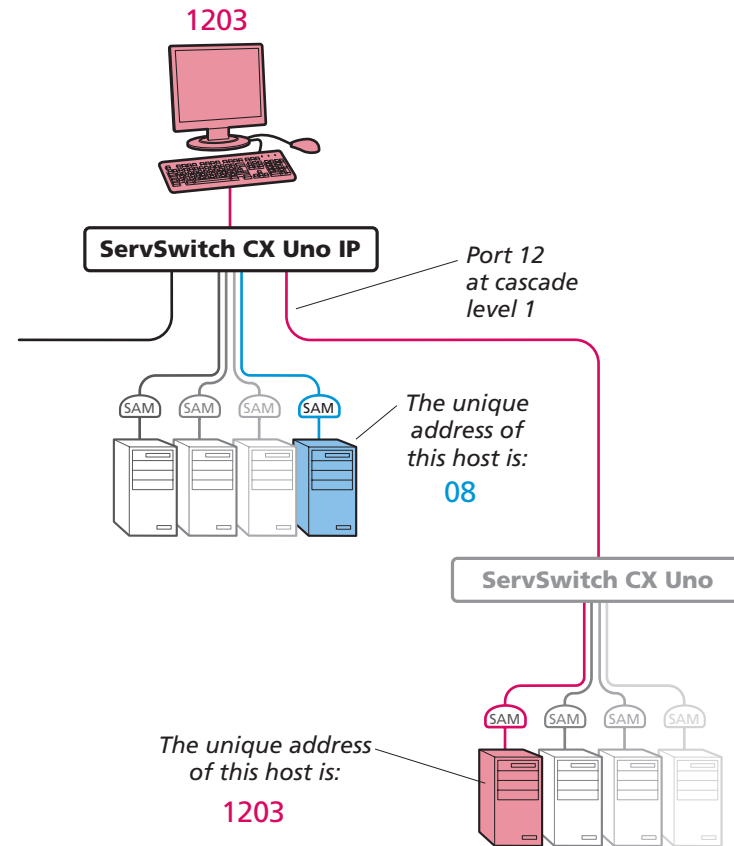 1203
ServSwitch CX Uno IP
Port 12
at cascade
level 1
SAM
SAM
SAM
SAM
The unique
address of
this host is:
08
ServSwitch CX Uno
SAM
SAM
SAM
SAM
The unique address
of this host is:
1203